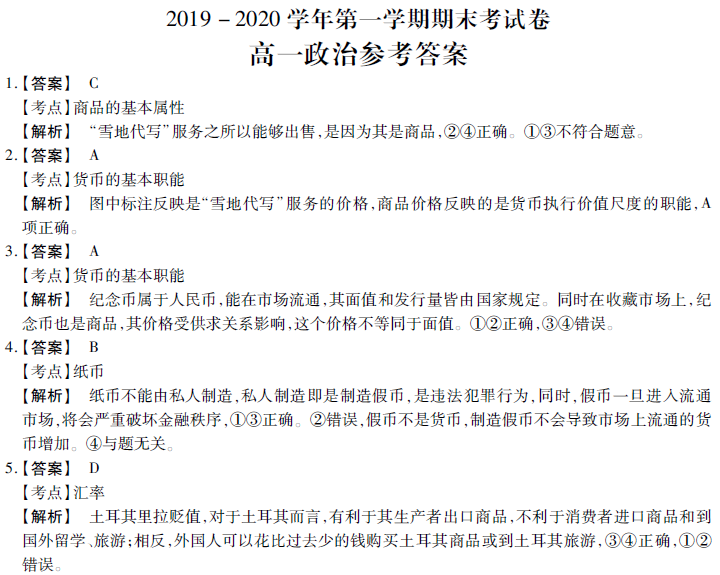 2019－2020学年第一学期期末考试卷
高一政治参考答案
1.【答案】 C
【考点】商品的基本属性
【解析】 “雪地代写”服务之所以能够出售,是因为其是商品,②④正确。①③不符合题意。
2.【答案】 A
【考点】货币的基本职能
【解析】 图中标注反映是“雪地代写”服务的价格,商品价格反映的是货币执行价值尺度的职能,A
项正确。
3.【答案】 A
【考点】货币的基本职能
【解析】 纪念币属于人民币,能在市场流通,其面值和发行量皆由国家规定。同时在收藏市场上,纪
念币也是商品,其价格受供求关系影响,这个价格不等同于面值。①②正确,③④错误。
4.【答案】 B
【考点】纸币
【解析】 纸币不能由私人制造,私人制造即是制造假币,是违法犯罪行为,同时,假币一旦进入流通
市场,将会严重破坏金融秩序,①③正确。②错误,假币不是货币,制造假币不会导致市场上流通的货
币增加。④与题无关。
5.【答案】 D
【考点】汇率
【解析】 土耳其里拉贬值,对于土耳其而言,有利于其生产者出口商品,不利于消费者进口商品和到
国外留学、旅游;相反,外国人可以花比过去少的钱购买土耳其商品或到土耳其旅游,③④正确,①②
错误。